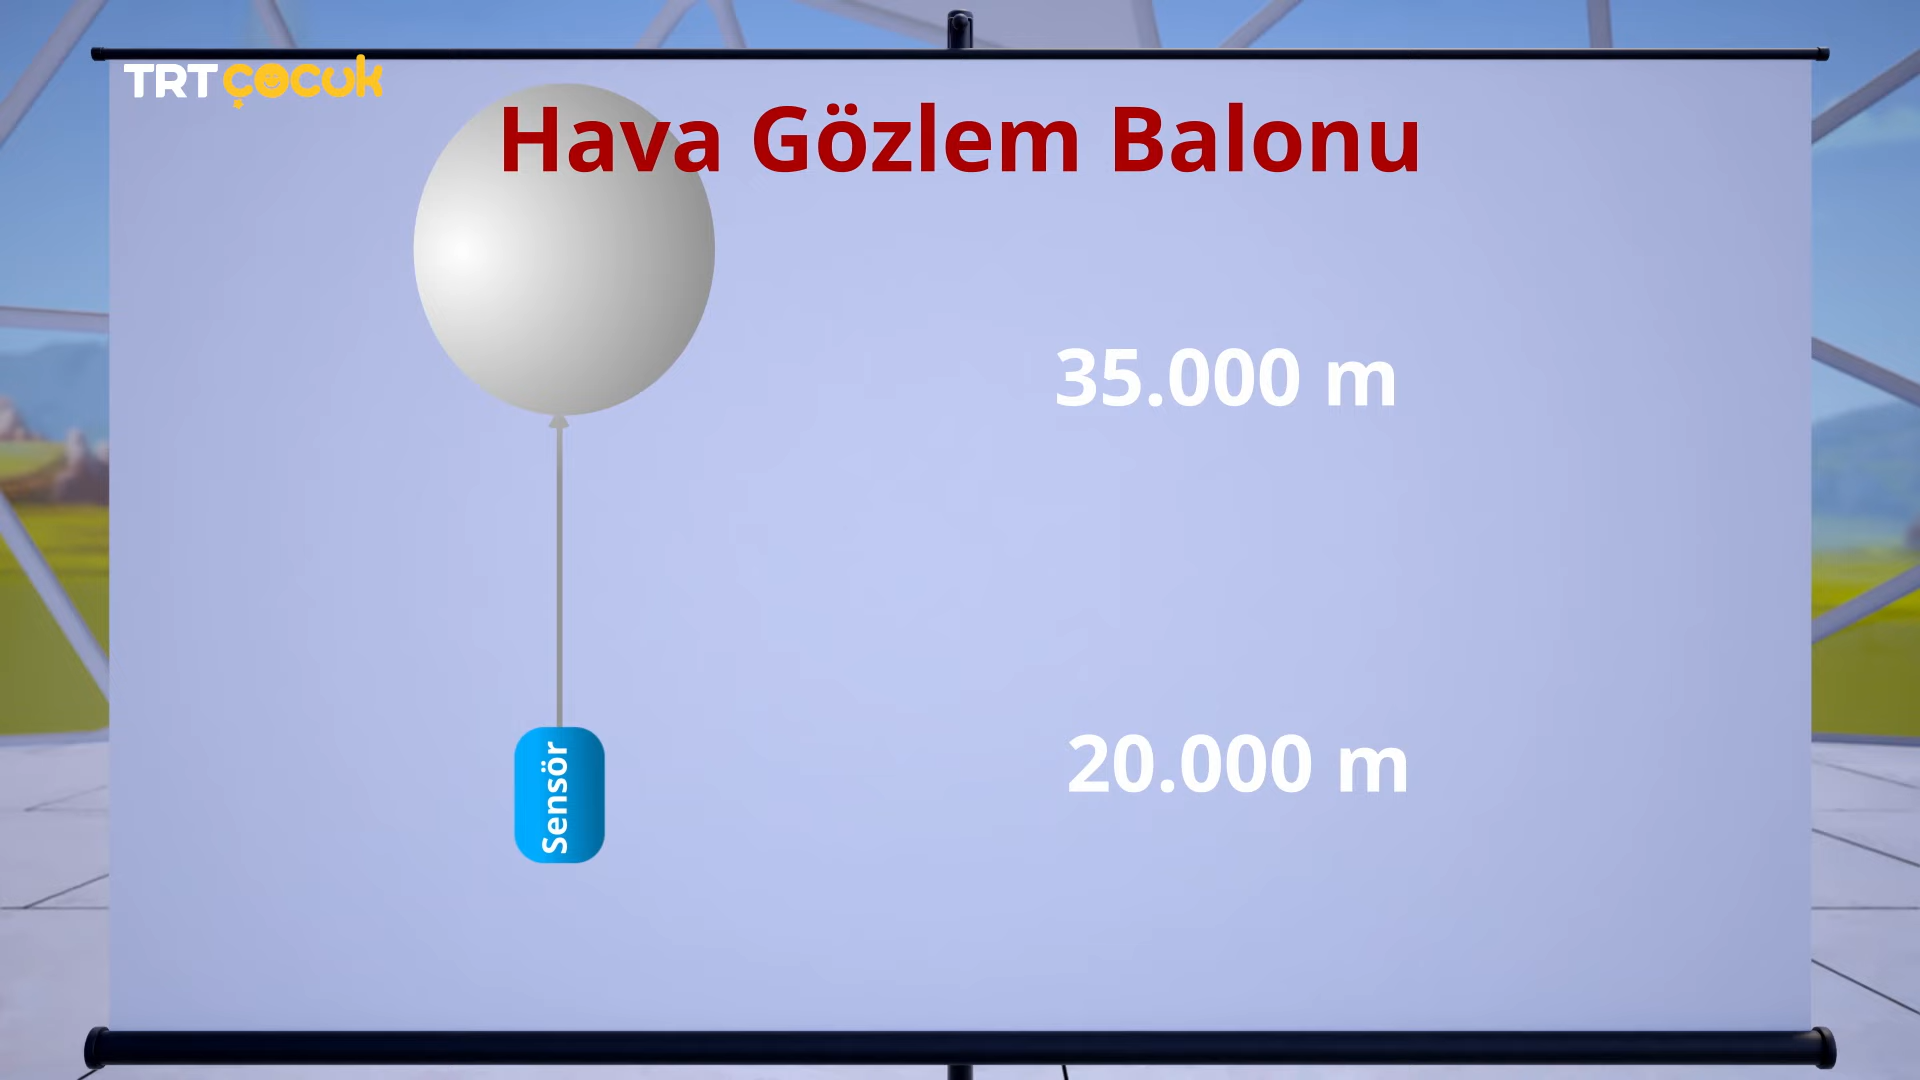 TRT çocuk
Hava Gözlem Balonu
35.000 m
20.000 m
Sensör